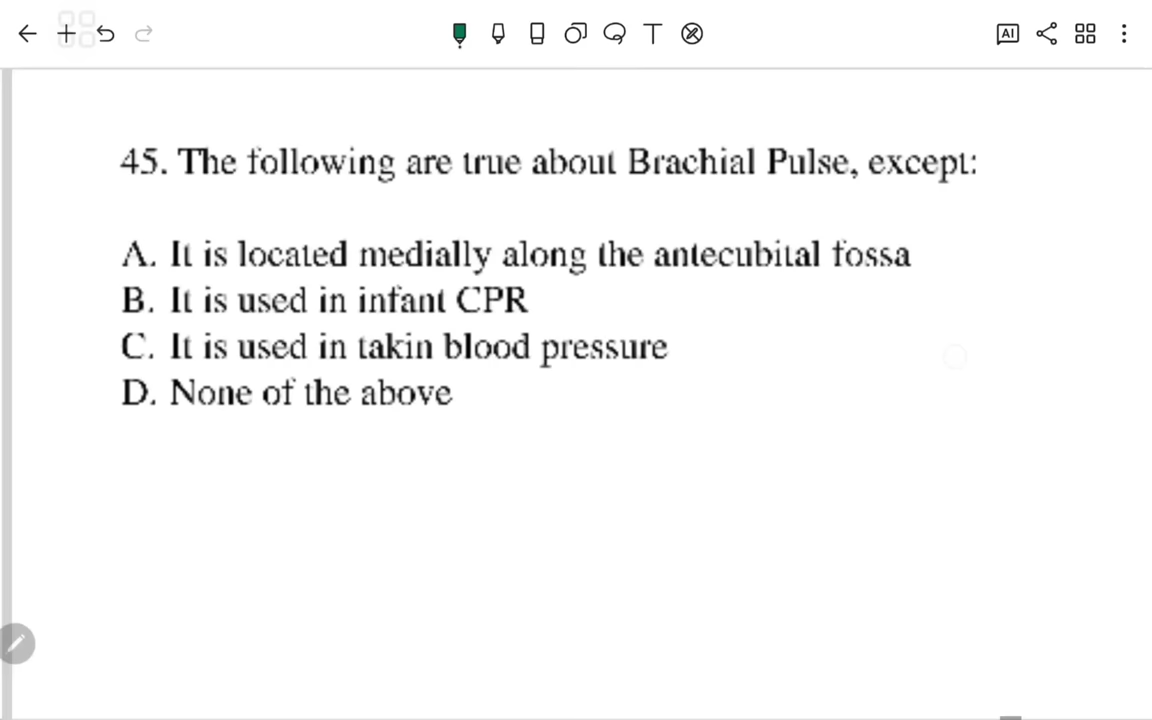 T
AI
45. The following are true about Brachial Pulse, except:
A. It is located medially along the antecubital fossa
B. It is used in infant CPR
C. It is used in takin blood pressure
D. None of the above